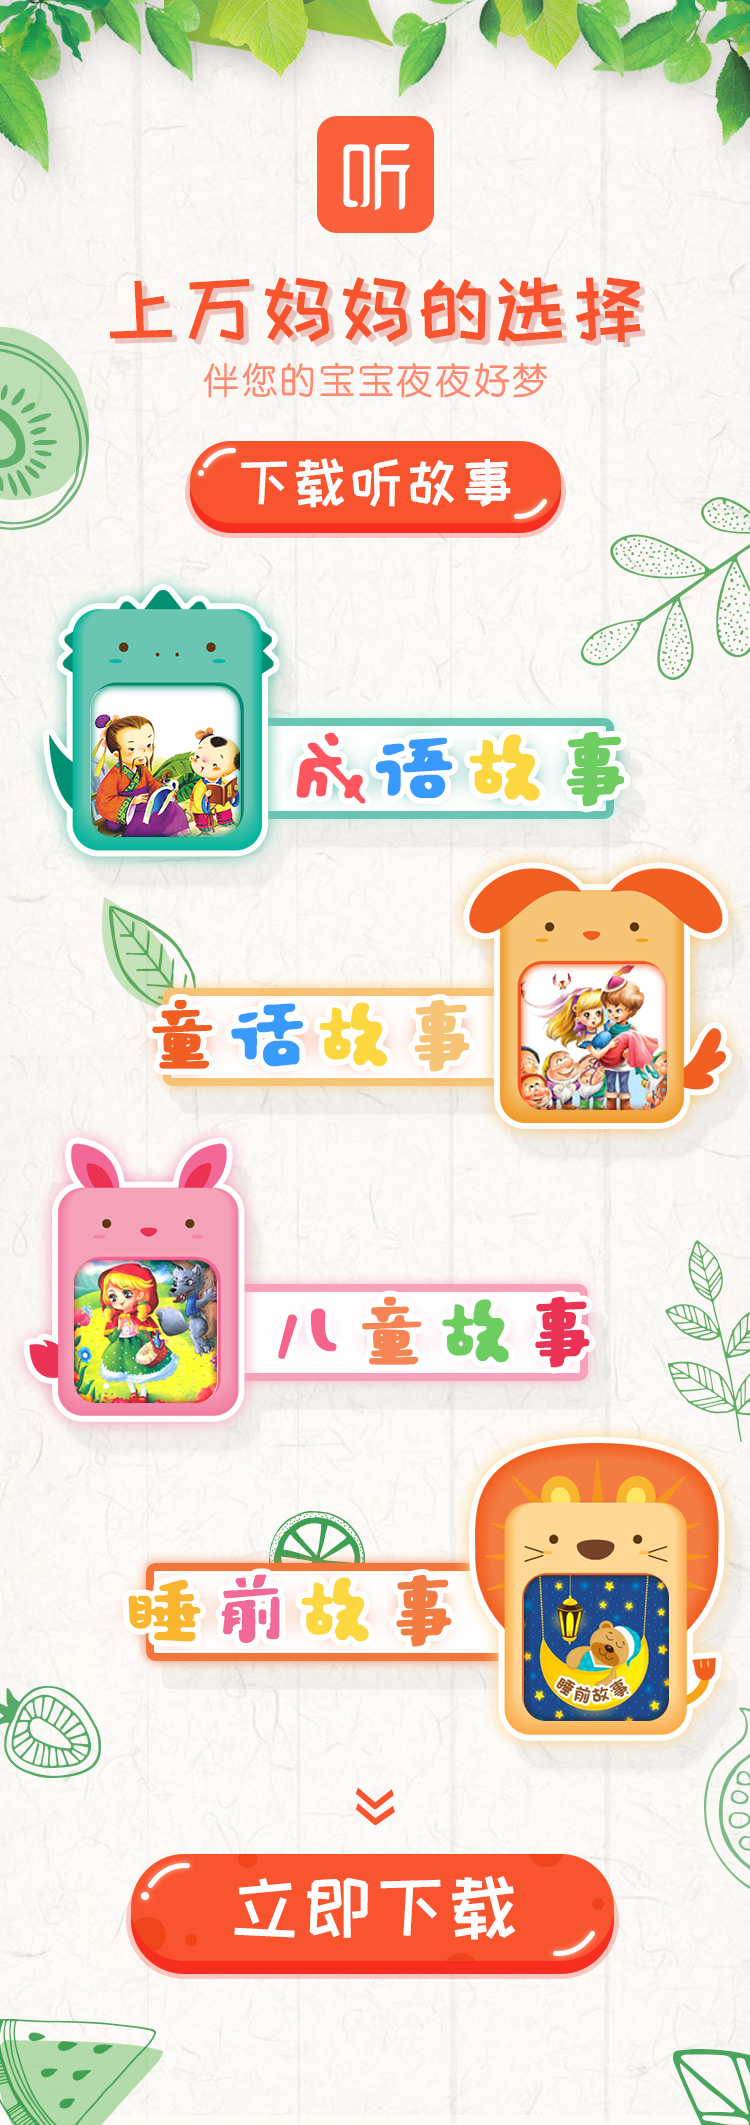 听
上万妈妈的选择
伴您的宝宝夜夜好梦
下载听故事
成语故事
童话故事
儿童故事
睡前故事
睡前故事
立即下载